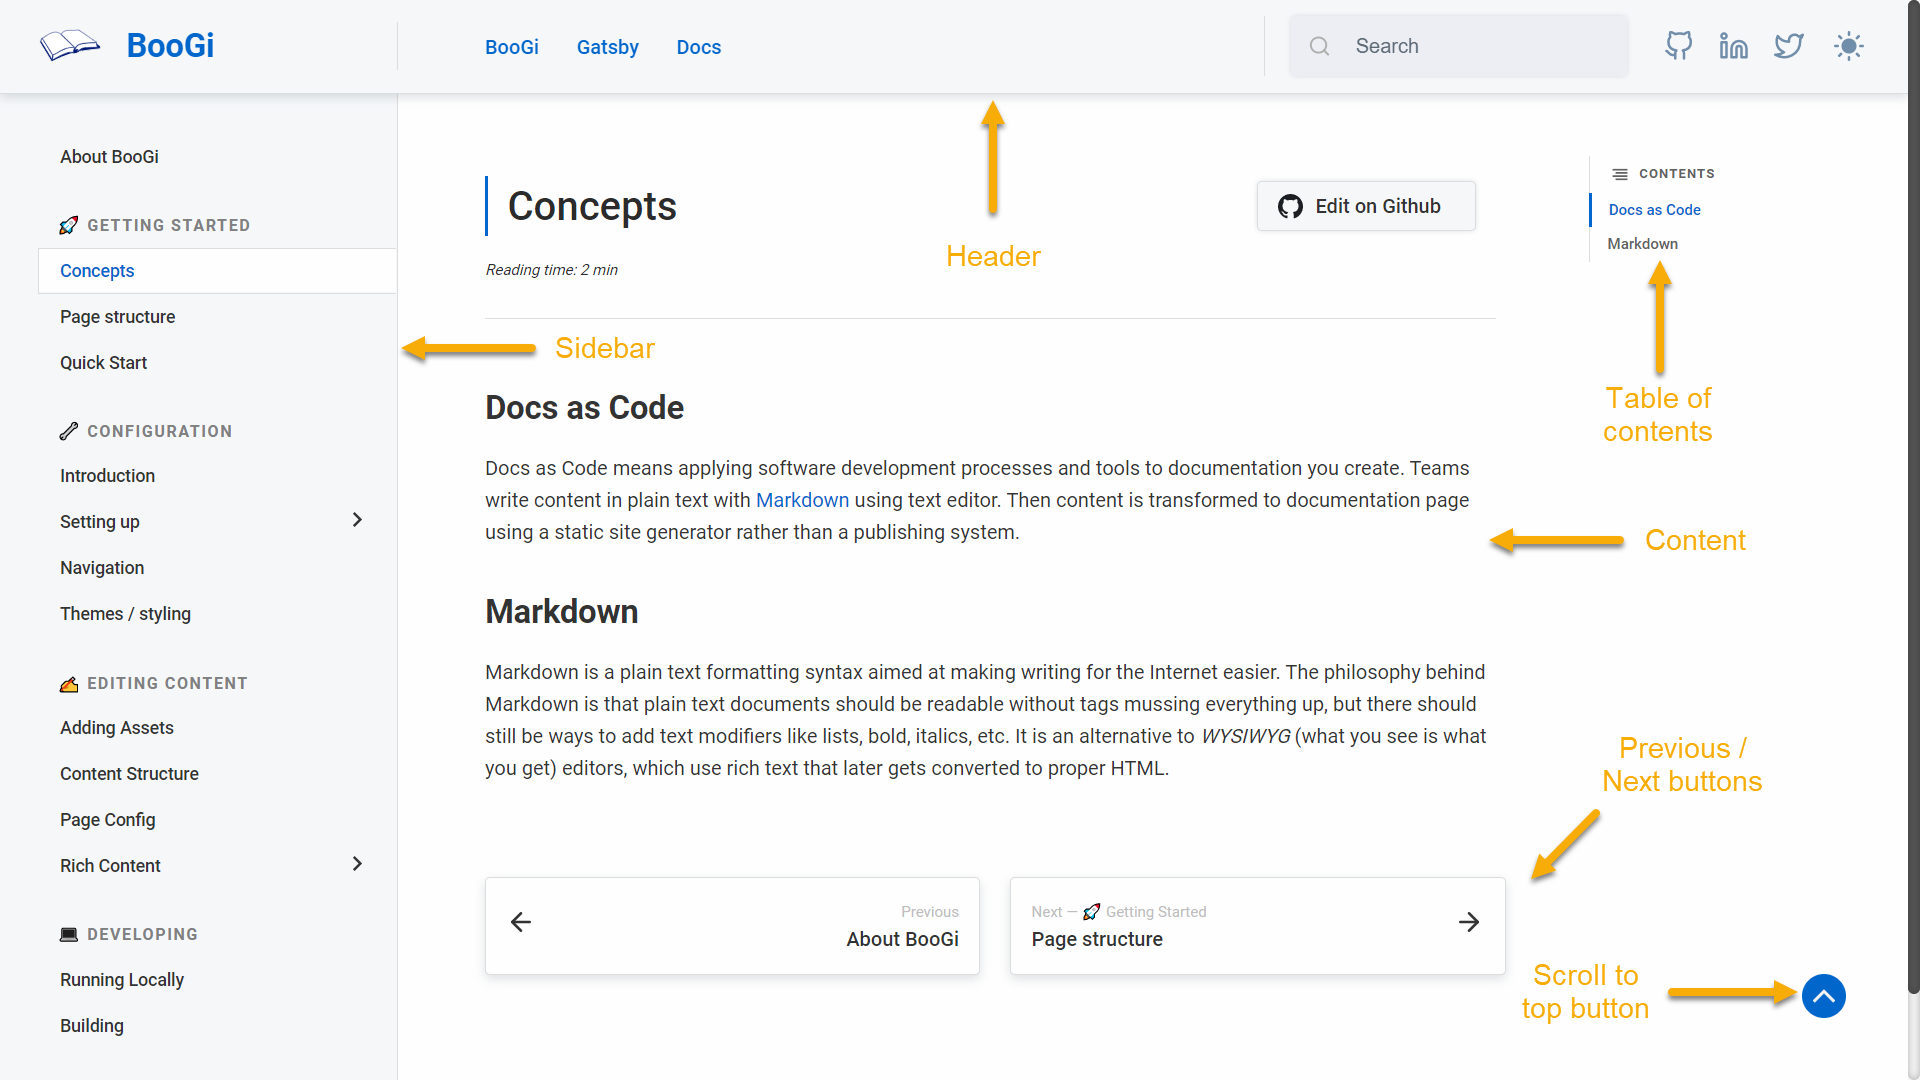 BooGi
BooGi Gatsby Docs
Search
About BooGi
GETTING STARTED
Concepts
Page structure
Quick Start
CONFIGURATION
Introduction
Setting up
Navigation
Themes / styling
EDITING CONTENT
Adding Assets
Content Structure
Page Config
Rich Content
DEVELOPING
Running Locally
Building
Concepts
Edit on Github
Reading time: 2 min
Header
Sidebar
Docs as Code
Docs as Code means applying software development processes and tools to documentation you create. Teams
write content in plain text with Markdown using text editor. Then content is transformed to documentation page
using a static site generator rather than a publishing system.
Content
Markdown
Markdown is a plain text formatting syntax aimed at making writing for the Internet easier. The philosophy behind
Markdown is that plain text documents should be readable without tags mussing everything up, but there should
still be ways to add text modifiers like lists, bold, italics, etc. It is an alternative to WYSIWYG (what you see is what
you get) editors, which use rich text that later gets converted to proper HTML.
Previous
About BooGi
Next — Getting Started
Page structure
CONTENTS
Docs as Code
Markdown
Table of
contents
Previous /
Next buttons
Scroll to
top button